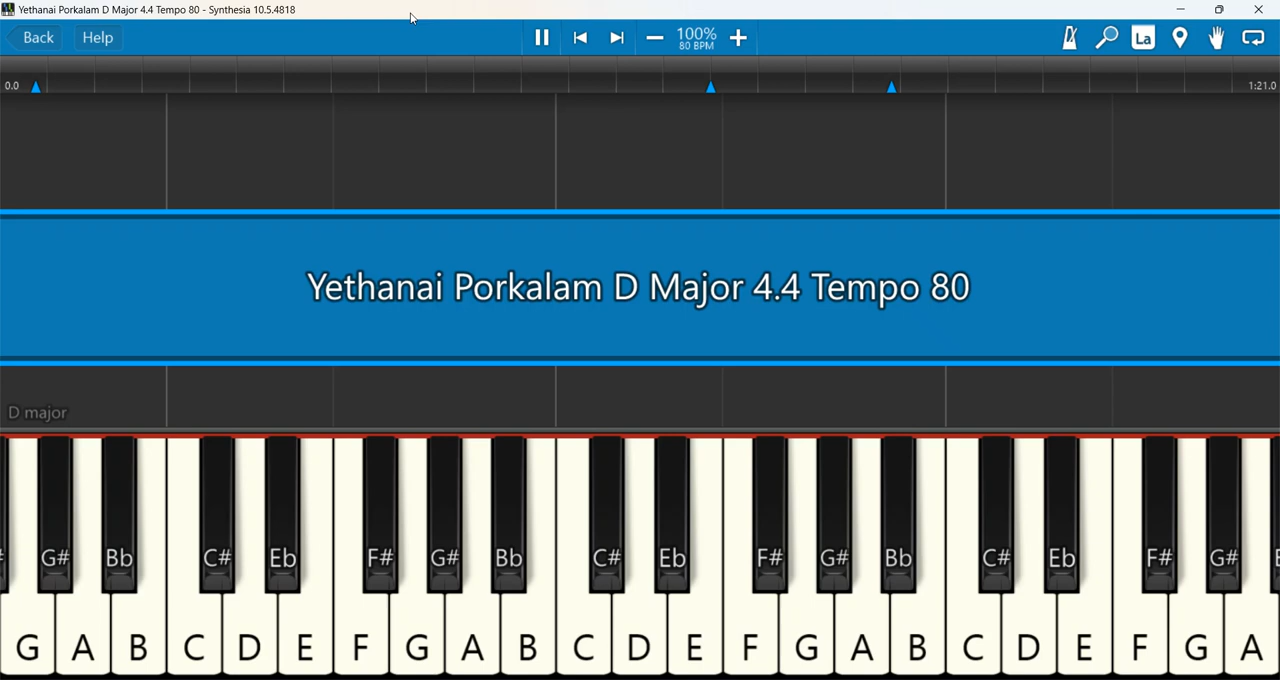 Yethanai Porkalam D Major 4.4 Tempo 80 - Synthesia 10.5.4818
Back Help 100% La
80 BPM
0.0 1:21.0
Yethanai Porkalam D Major 4.4 Tempo 80
D major
G# Bb C# Eb F# G# Bb C# Eb F# G# Bb C# Eb F# G#
G A B C D E F G A B C D E F G A B C D E F G A